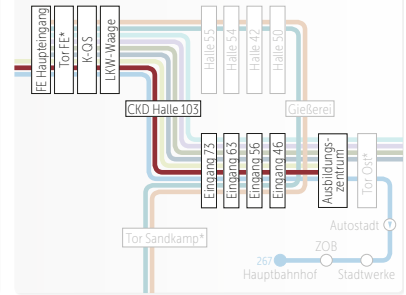 FE Haupteingang
Tor FE*
K-QS
LKW-Waage
Halle 55
Halle 54
Halle 42
Halle 50
CKD Halle 103
Gießerei
Eingang 73
Eingang 63
Eingang 56
Eingang 46
Ausbildungs-
zentrum
Tor Ost*
Tor Sandkamp*
Autostadt
ZOB
267
Hauptbahnhof
Stadtwerke